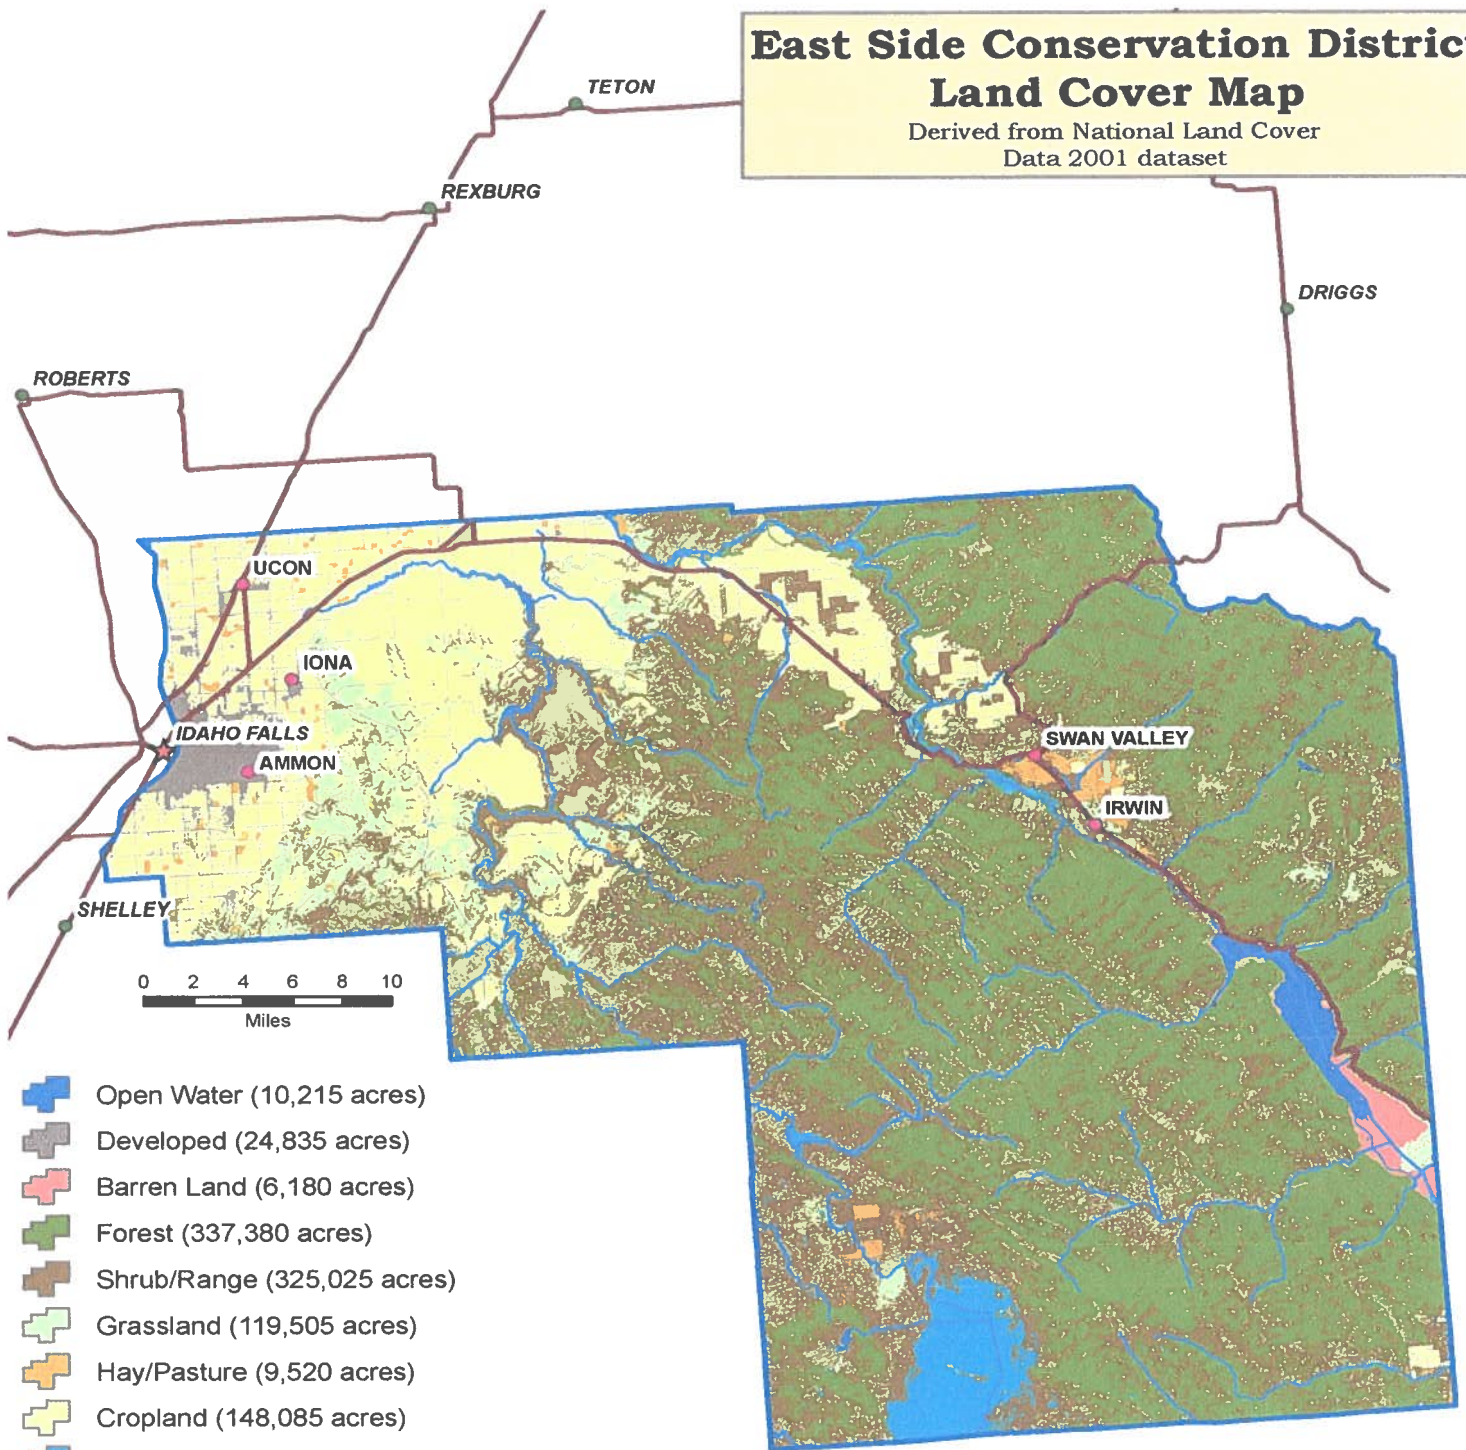 East Side Conservation Distric
Land Cover Map
Derived from National Land Cover
Data 2001 dataset
TETON
REXBURG
DRIGGS
ROBERTS
UCON
IONA
IDAHO FALLS
AMMON
SWAN VALLEY
IRWIN
SHELLEY
0 2 4 6 8 10
Miles
Open Water (10,215 acres)
Developed (24,835 acres)
Barren Land (6,180 acres)
Forest (337,380 acres)
Shrub/Range (325,025 acres)
Grassland (119,505 acres)
Hay/Pasture (9,520 acres)
Cropland (148,085 acres)